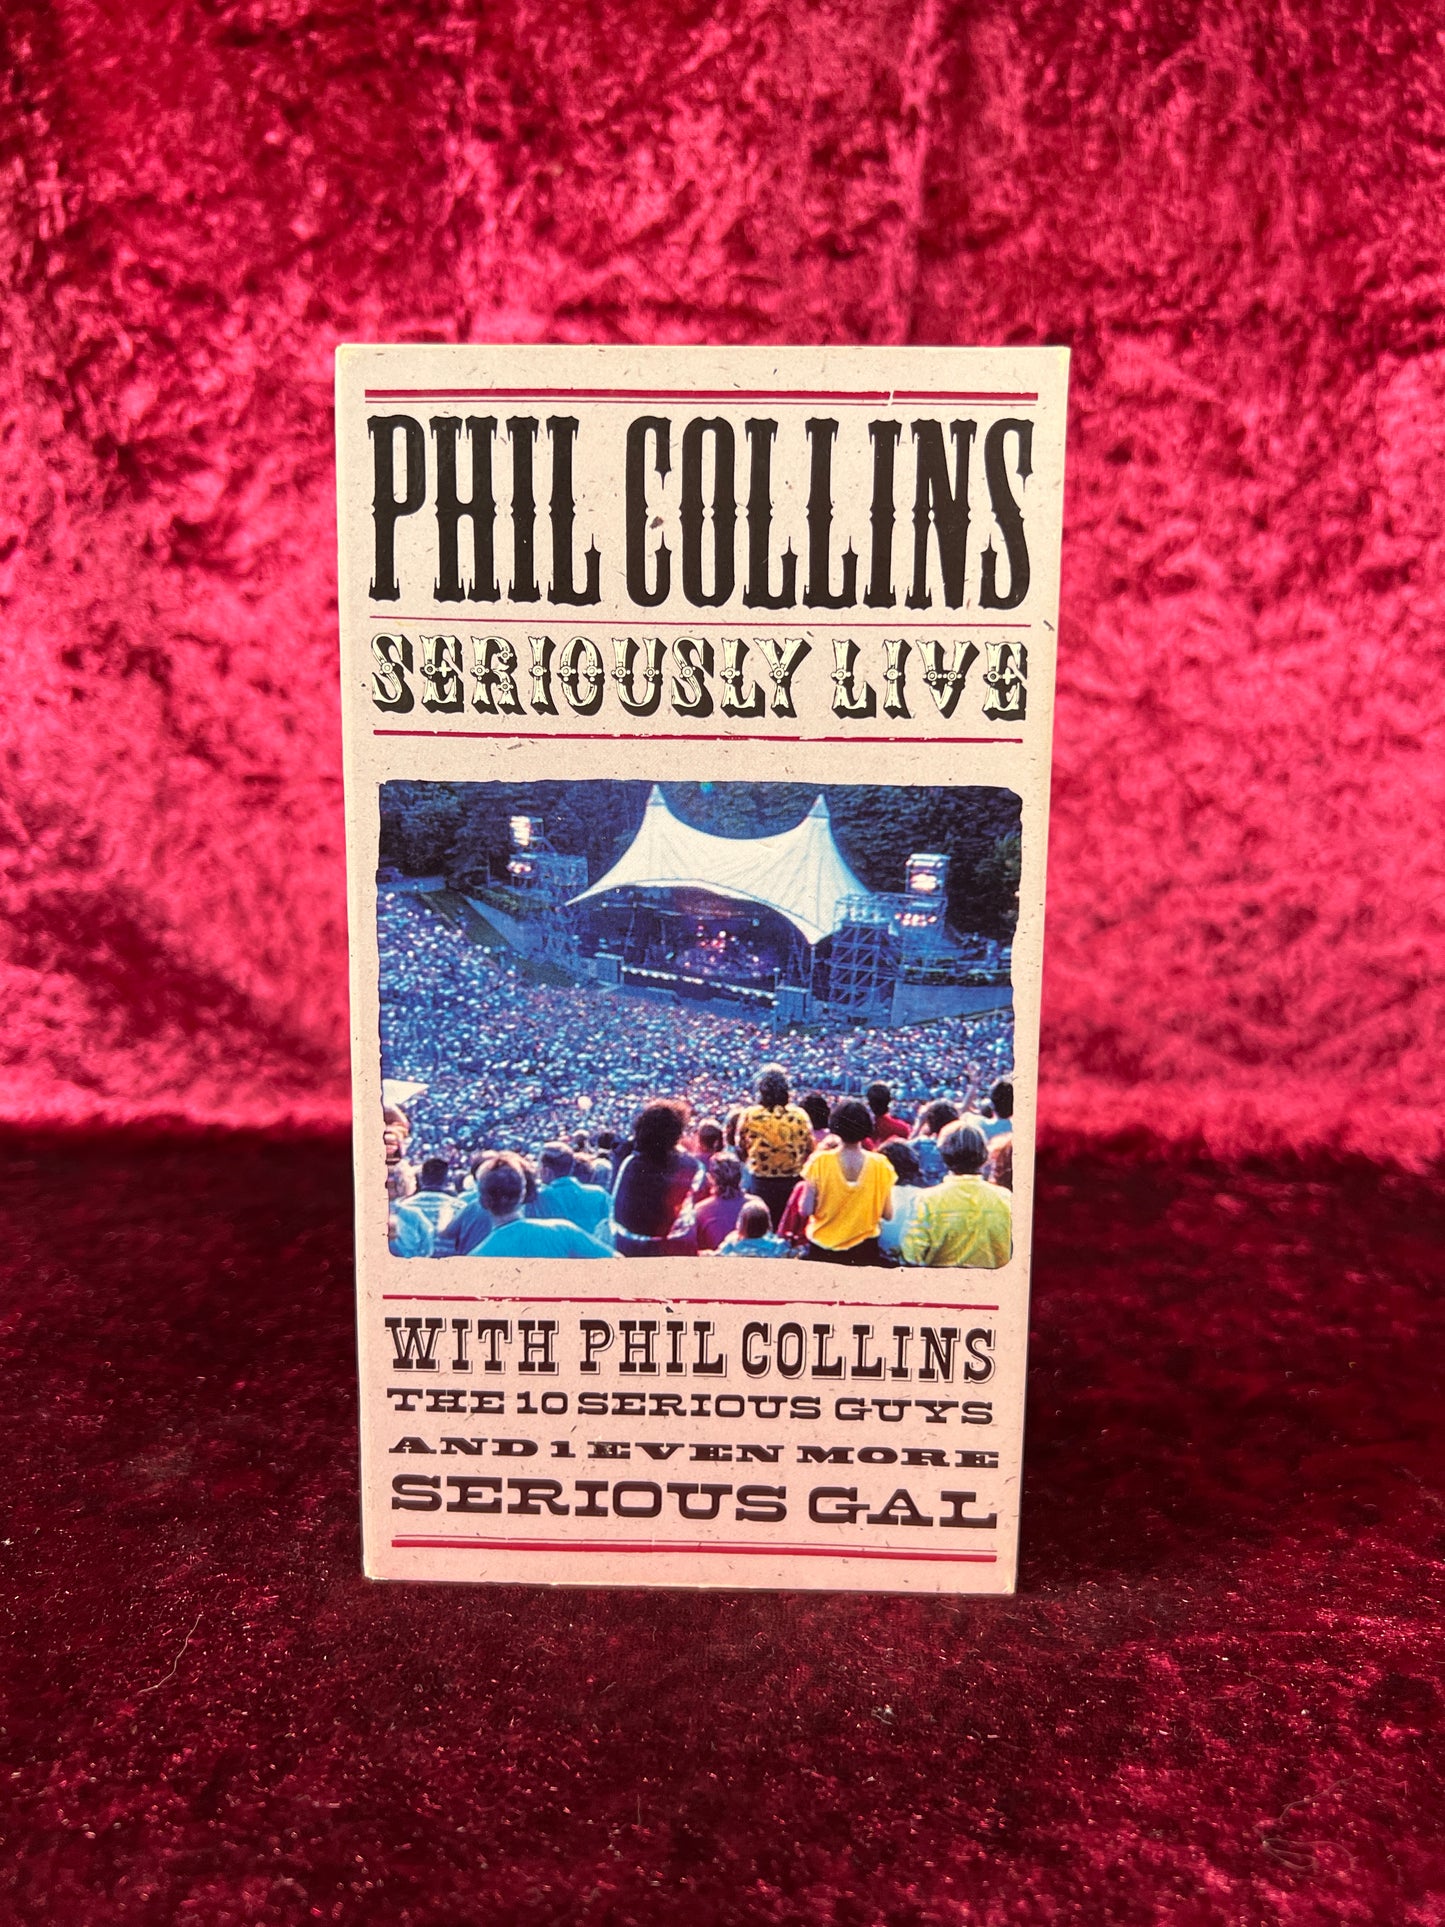 PHIL COLLINS
SERIOUSLY LIVE
WITH PHIL COLLINS
THE 10 SERIOUS GUYS
AND 1 EVEN MORE
SERIOUS GAL